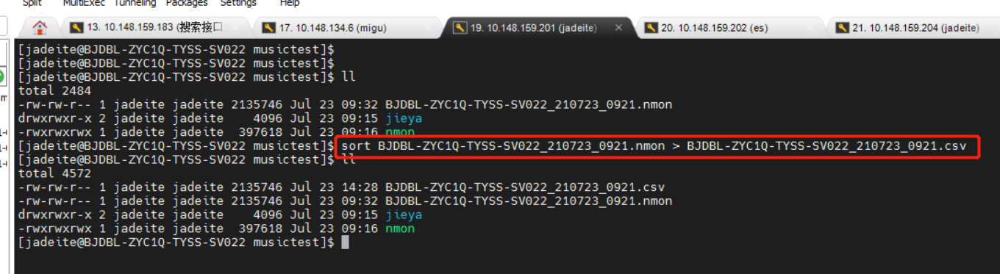 Split MultiExec Tunneling Packages Settings Help
13. 10.148.159.183 (搜索接口 17. 10.148.134.6 (migu) 19. 10.148.159.201 (jadeite) 20. 10.148.159.202 (es) 21. 10.148.159.204 (jadeite)
[jadeite@BJDBL-ZYC1Q-TYSS-SV022 musictest]$
[jadeite@BJDBL-ZYC1Q-TYSS-SV022 musictest]$
[jadeite@BJDBL-ZYC1Q-TYSS-SV022 musictest]$ ll
total 2484
-rw-rw-r-- 1 jadeite jadeite 2135746 Jul 23 09:32 BJDBL-ZYC1Q-TYSS-SV022_210723_0921.nmon
drwxrwxr-x 2 jadeite jadeite 4096 Jul 23 09:15 jieya
-rwxrwxrwx 1 jadeite jadeite 397618 Jul 23 09:16 nmon
[jadeite@BJDBL-ZYC1Q-TYSS-SV022 musictest]$ sort BJDBL-ZYC1Q-TYSS-SV022_210723_0921.nmon > BJDBL-ZYC1Q-TYSS-SV022_210723_0921.csv
[jadeite@BJDBL-ZYC1Q-TYSS-SV022 musictest]$ ll
total 4572
-rw-rw-r-- 1 jadeite jadeite 2135746 Jul 23 14:28 BJDBL-ZYC1Q-TYSS-SV022_210723_0921.csv
-rw-rw-r-- 1 jadeite jadeite 2135746 Jul 23 09:32 BJDBL-ZYC1Q-TYSS-SV022_210723_0921.nmon
drwxrwxr-x 2 jadeite jadeite 4096 Jul 23 09:15 jieya
-rwxrwxrwx 1 jadeite jadeite 397618 Jul 23 09:16 nmon
[jadeite@BJDBL-ZYC1Q-TYSS-SV022 musictest]$